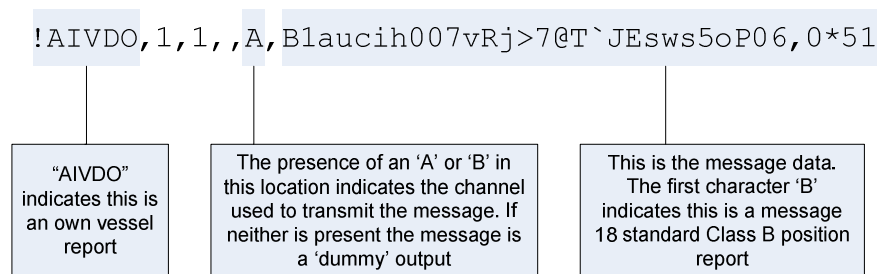 !AIVDO,1,1,,A,B1aucih007vRj>7@T`JEsws5oP06,0*51
“AIVDO”
indicates this is
an own vessel
report
The presence of an ‘A’ or ‘B’ in
this location indicates the channel
used to transmit the message. If
neither is present the message is
a ‘dummy’ output
This is the message data.
The first character ‘B’
indicates this is a message
18 standard Class B position
report